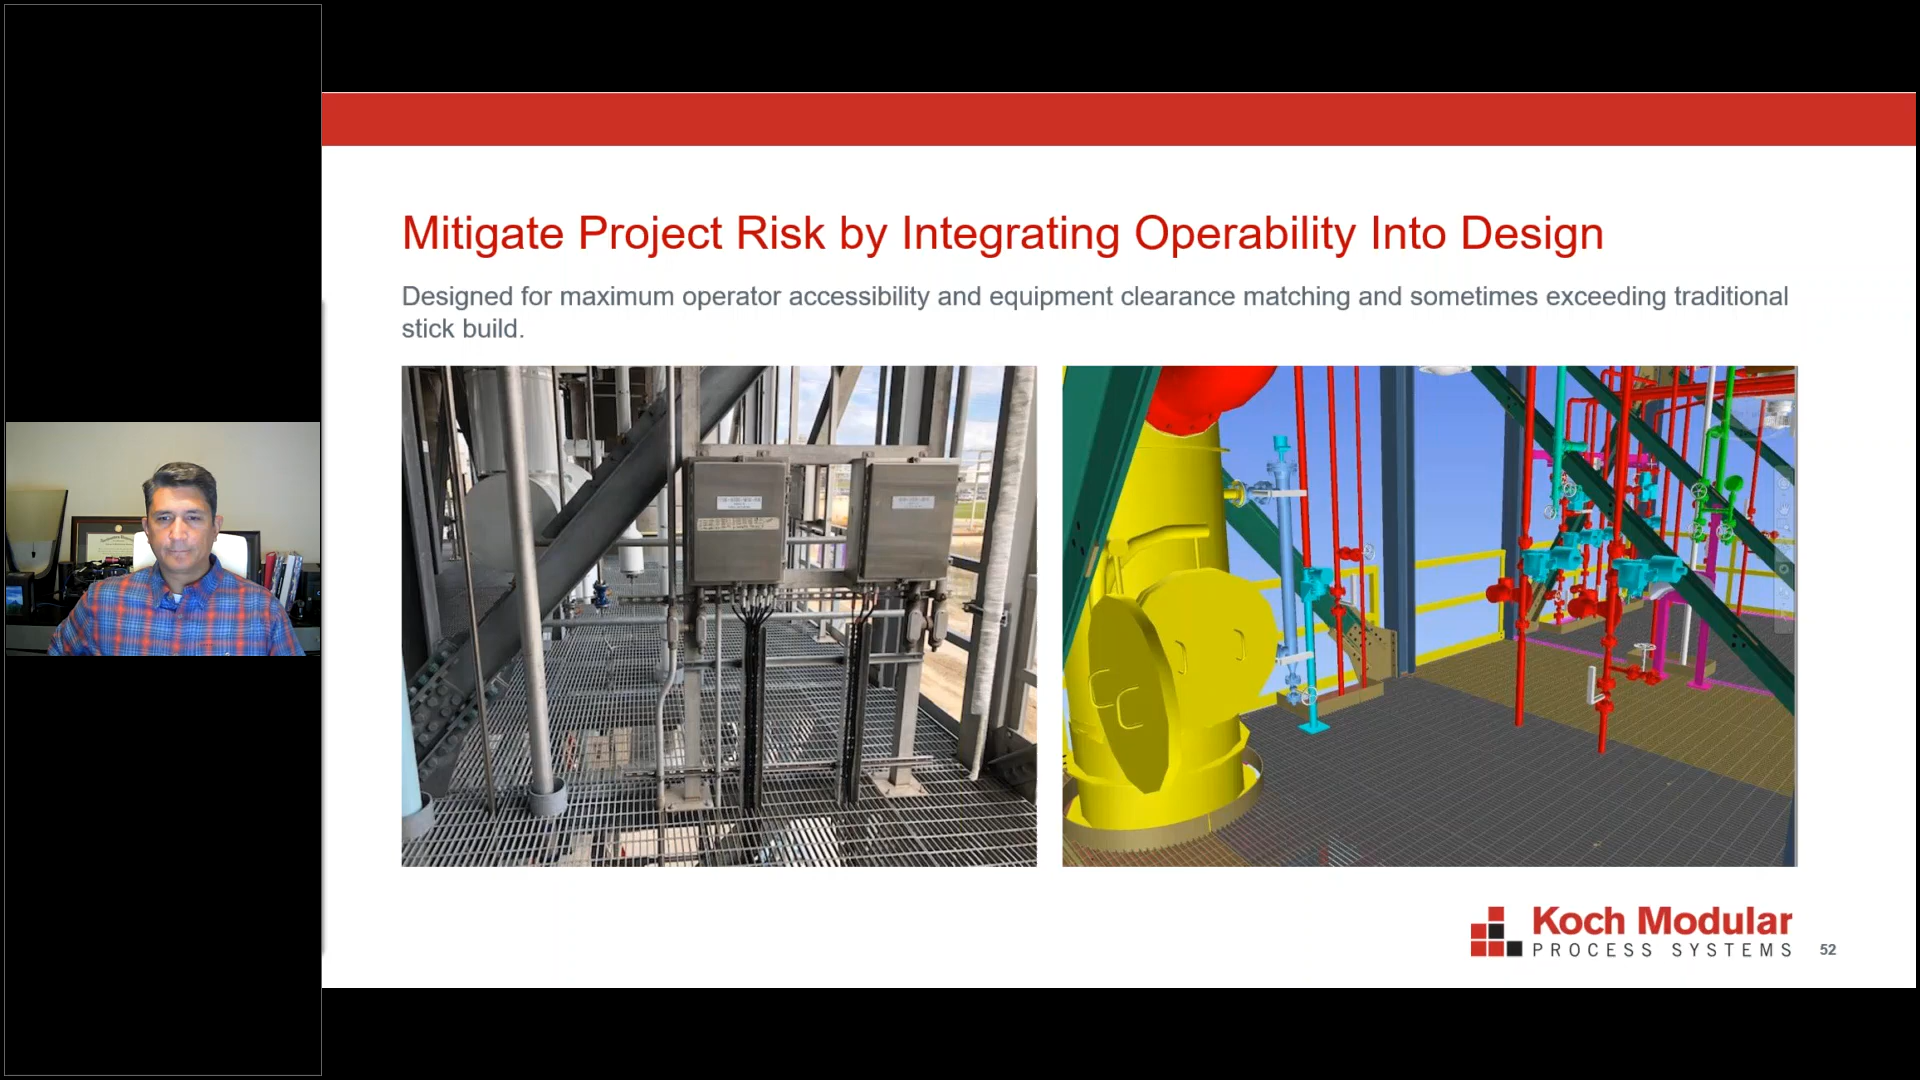 Mitigate Project Risk by Integrating Operability Into Design
Designed for maximum operator accessibility and equipment clearance matching and sometimes exceeding traditional
stick build.
Koch Modular
PROCESS SYSTEMS
52